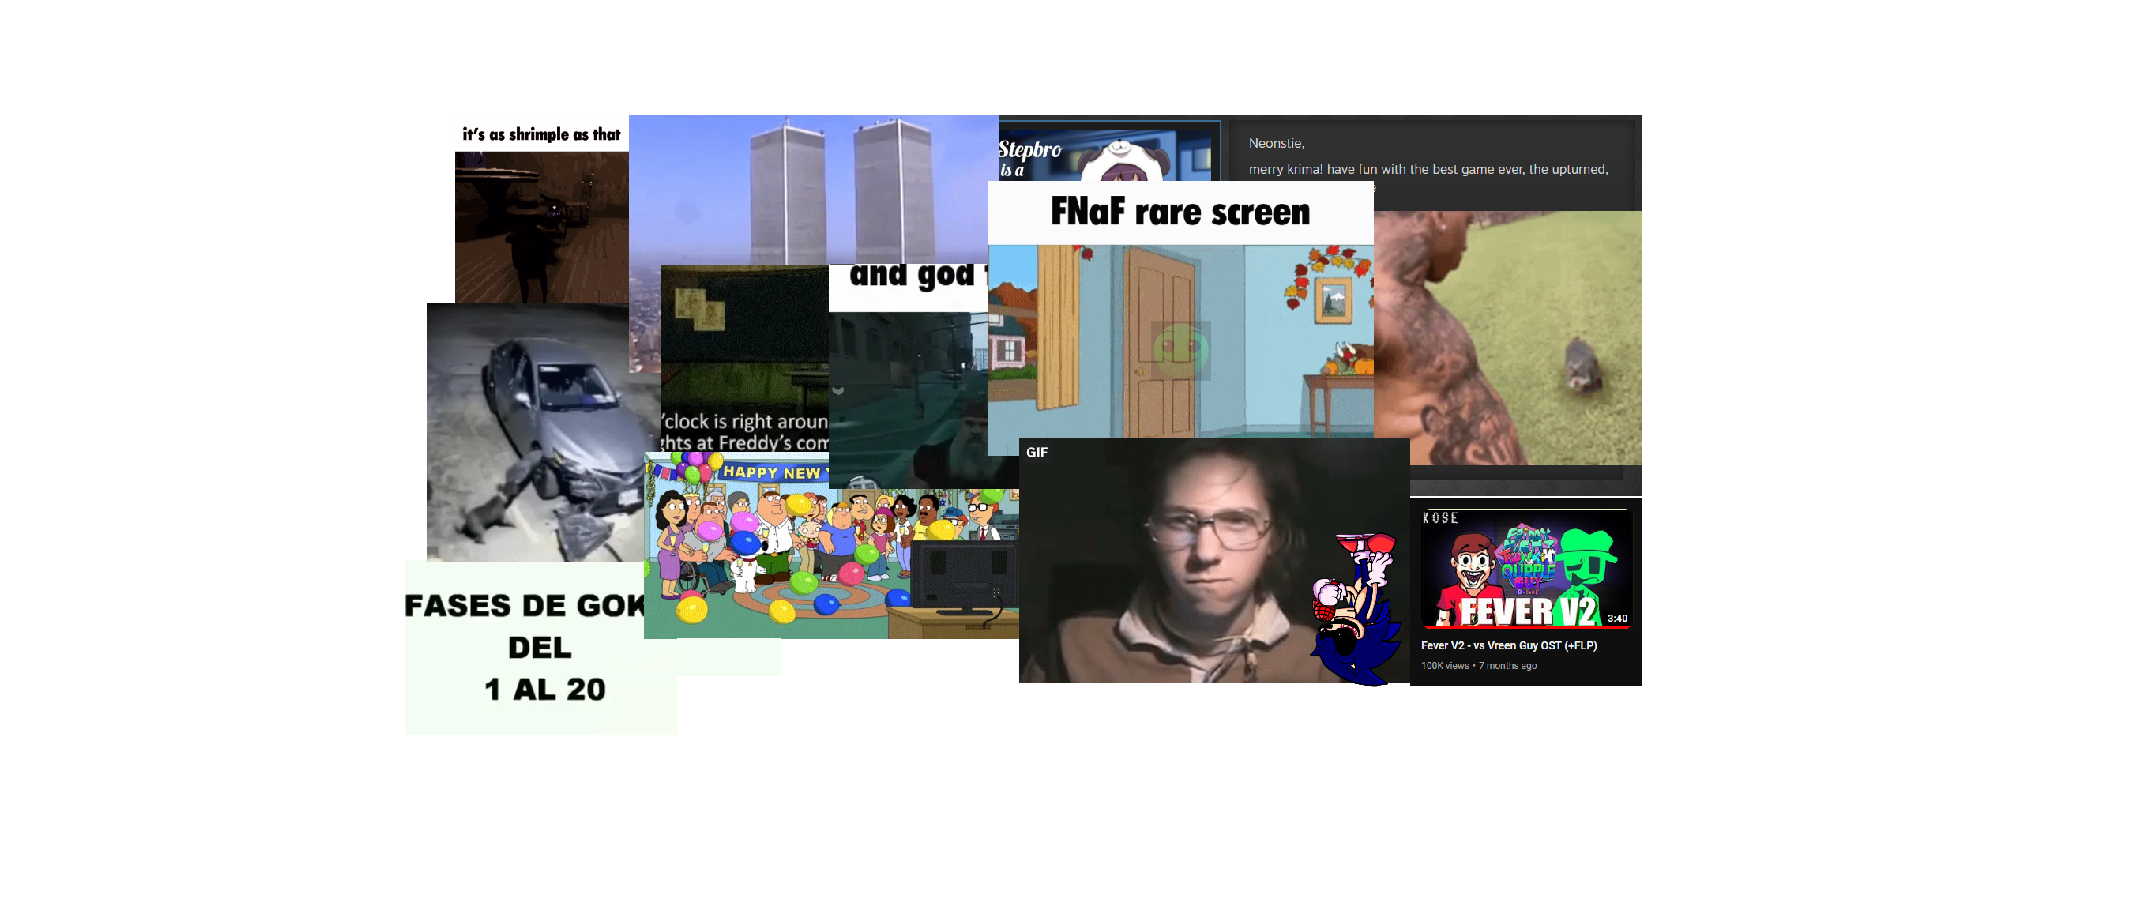 it's as shrimple as that
Stepbro
is a
Neonstie,
merry krima! have fun with the best game ever, the upturned,
FNaF rare screen
and god
'clock is right aroun
hts at Freddy's com
HAPPY NEW
GIF
FASES DE GOK
DEL
1 AL 20
KOSE
FEVER V2
3:40
Fever V2 - vs Vreen Guy OST (+FLP)
100K views • 7 months ago